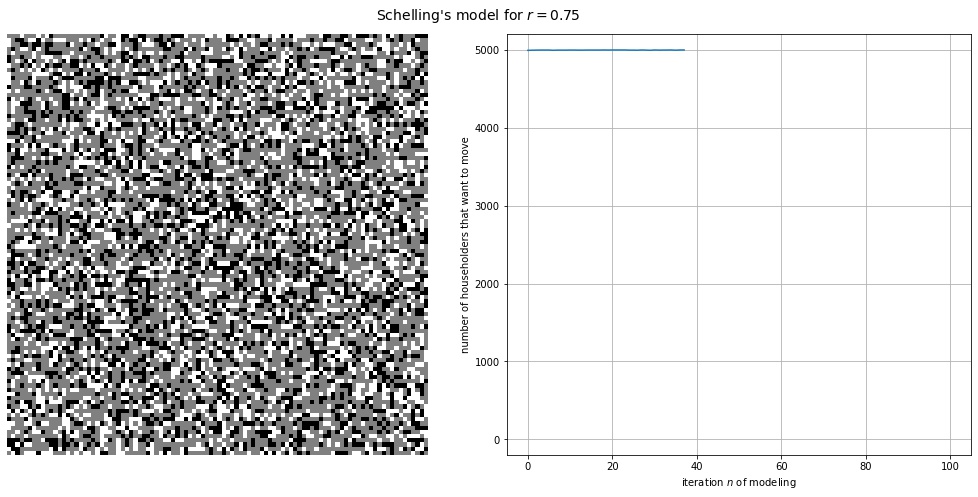 Schelling's model for r = 0.75
number of householders that want to move
5000
4000
3000
2000
1000
0
0 20 40 60 80 100
iteration n of modeling